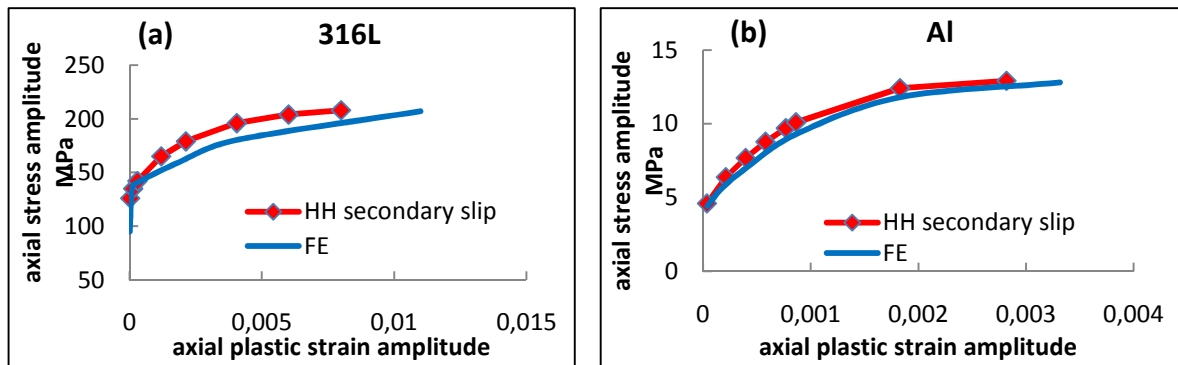 (a) 316L
axial stress amplitude
MPa
250
200
150
100
50
HH secondary slip
FE
0 0,005 0,01 0,015
axial plastic strain amplitude
(b) Al
axial stress amplitude
MPa
15
10
5
0
HH secondary slip
FE
0 0,001 0,002 0,003 0,004
axial plastic strain amplitude